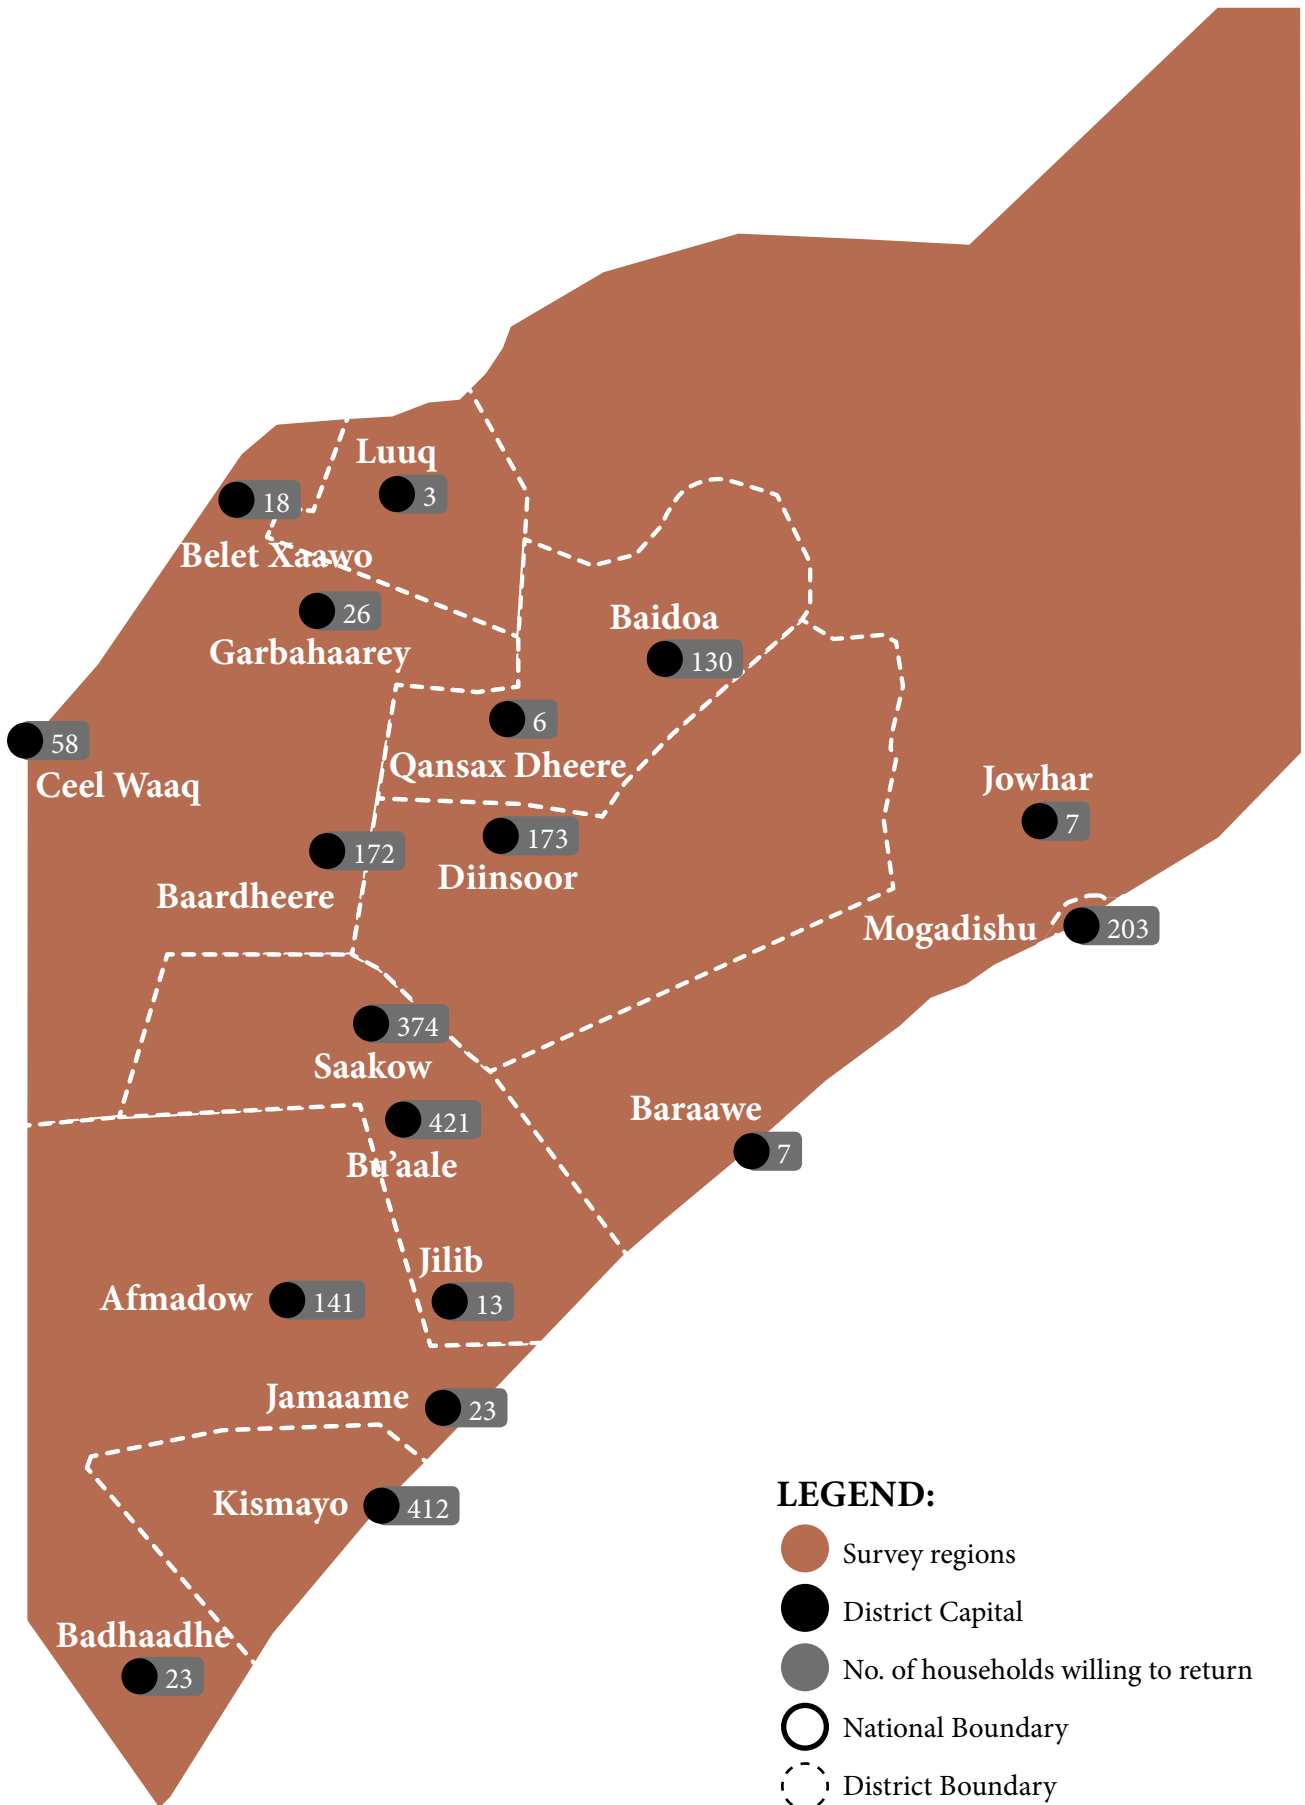 Luuq
3
18
Belet Xaawo
26
Garbahaarey
Baidoa
130
6
Qansax Dheere
58
Ceel Waaq
Jowhar
7
172
Baardheere
173
Diinsoor
Mogadishu
203
374
Saakow
421
Bu’aale
Baraawe
7
Jilib
13
Afmadow
141
Jamaame
23
Kismayo
412
Badhaadhe
23
LEGEND:
Survey regions
District Capital
No. of households willing to return
National Boundary
District Boundary